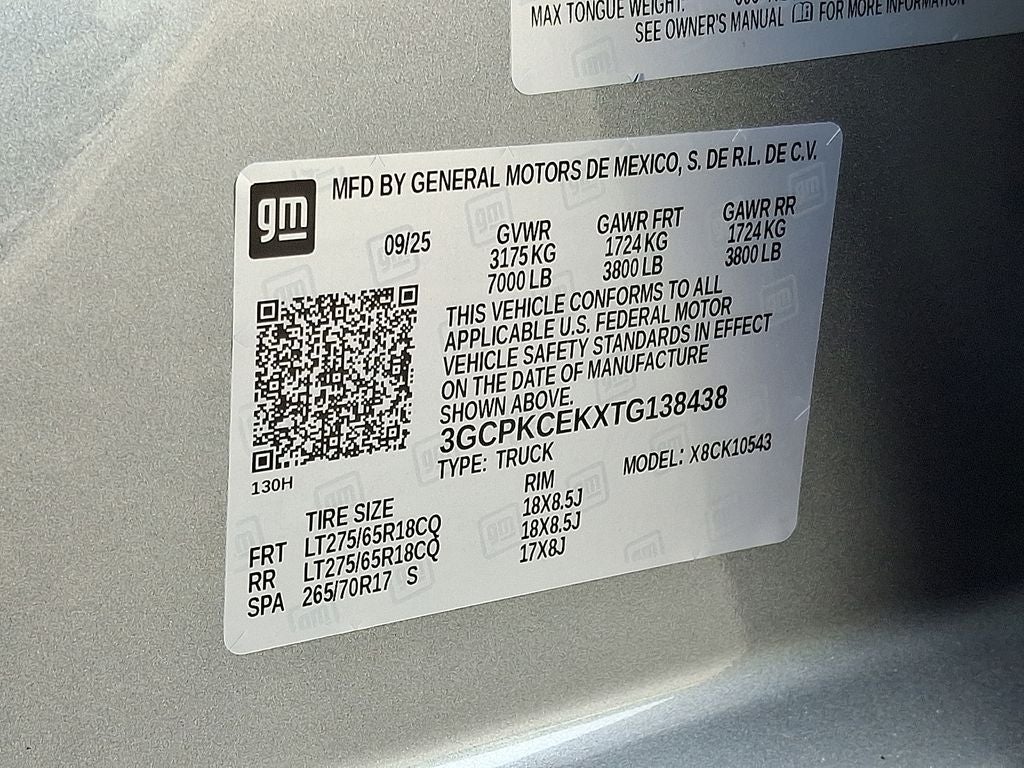 MAX TONGUE WEIGHT:
SEE OWNER'S MANUAL FOR MORE INFORMATION
gm
MFD BY GENERAL MOTORS DE MEXICO, S. DE R.L. DE C.V.
09/25 GVWR GAWR FRT GAWR RR
3175 KG 1724 KG 1724 KG
7000 LB 3800 LB 3800 LB
THIS VEHICLE CONFORMS TO ALL
APPLICABLE U.S. FEDERAL MOTOR
VEHICLE SAFETY STANDARDS IN EFFECT
ON THE DATE OF MANUFACTURE
SHOWN ABOVE.
3GCPKCEKXTG138438
TYPE: TRUCK MODEL: X8CK10543
130H
TIRE SIZE RIM
FRT LT275/65R18CQ 18X8.5J
RR LT275/65R18CQ 18X8.5J
SPA 265/70R17 S 17X8J